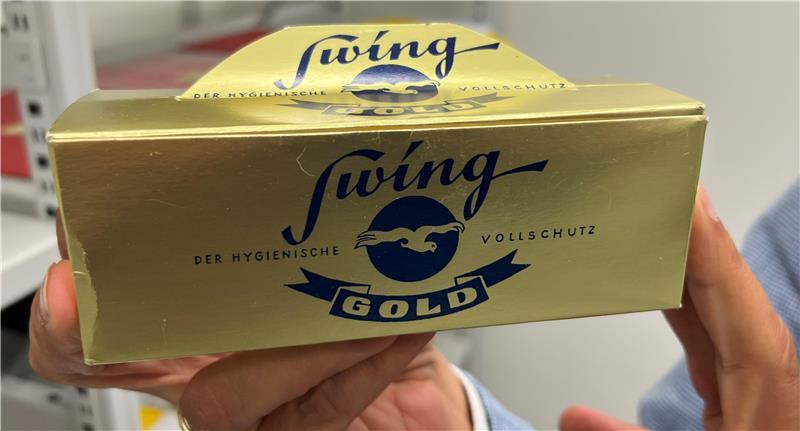 Swing
DER HYGIENISCHE VOLLSCHUTZ
GOLD
Swing
DER HYGIENISCHE VOLLSCHUTZ
GOLD